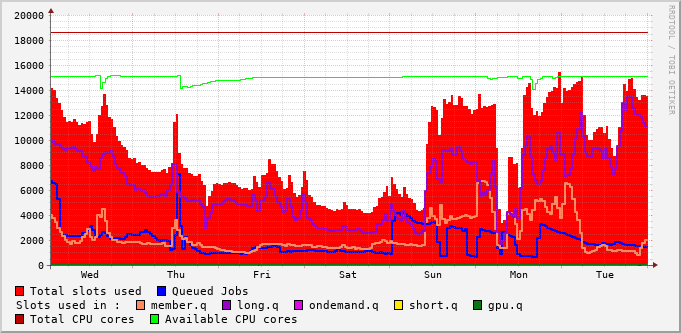 20000
18000
16000
14000
12000
10000
8000
6000
4000
2000
0
Wed Thu Fri Sat Sun Mon Tue
RRDTOOL / TOBI OETIKER
Total slots used Queued Jobs
Slots used in : member.q long.q ondemand.q short.q gpu.q
Total CPU cores Available CPU cores